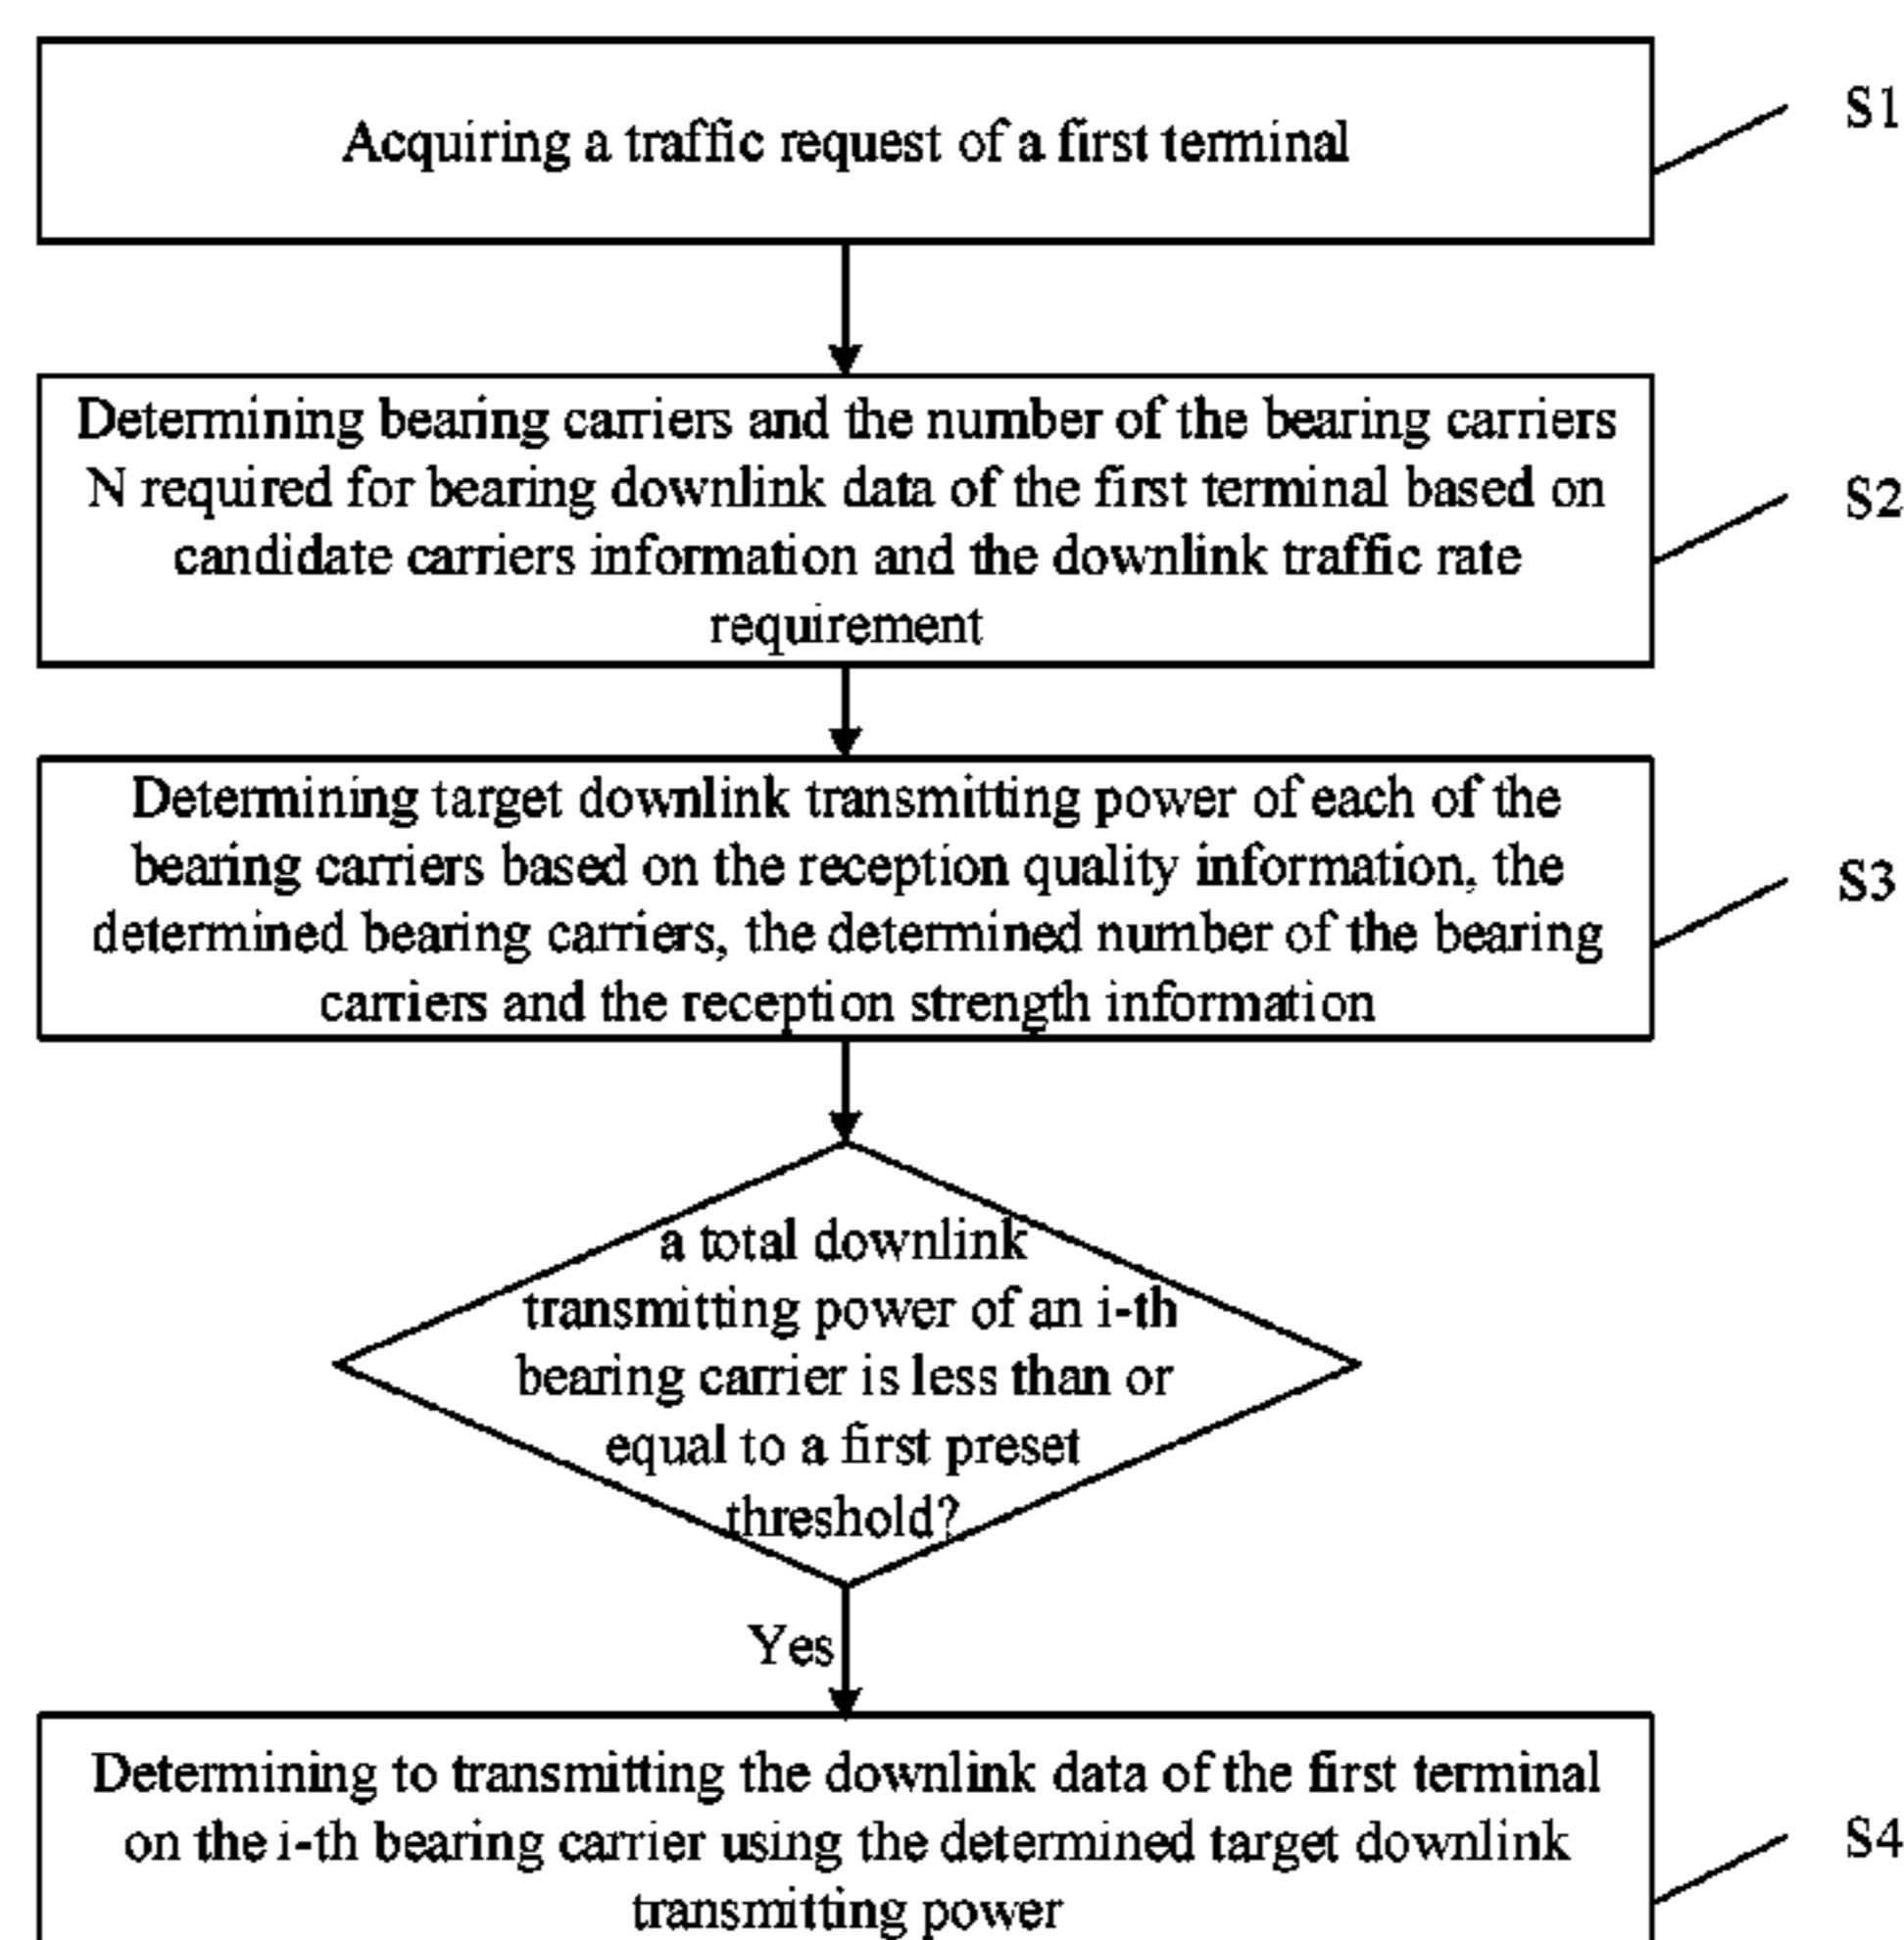 Acquiring a traffic request of a first terminal
S1
Determining bearing carriers and the number of the bearing carriers
N required for bearing downlink data of the first terminal based on
candidate carriers information and the downlink traffic rate
requirement
S2
Determining target downlink transmitting power of each of the
bearing carriers based on the reception quality information, the
determined bearing carriers, the determined number of the bearing
carriers and the reception strength information
S3
a total downlink
transmitting power of an i-th
bearing carrier is less than or
equal to a first preset
threshold?
Yes
Determining to transmitting the downlink data of the first terminal
on the i-th bearing carrier using the determined target downlink
transmitting power
S4